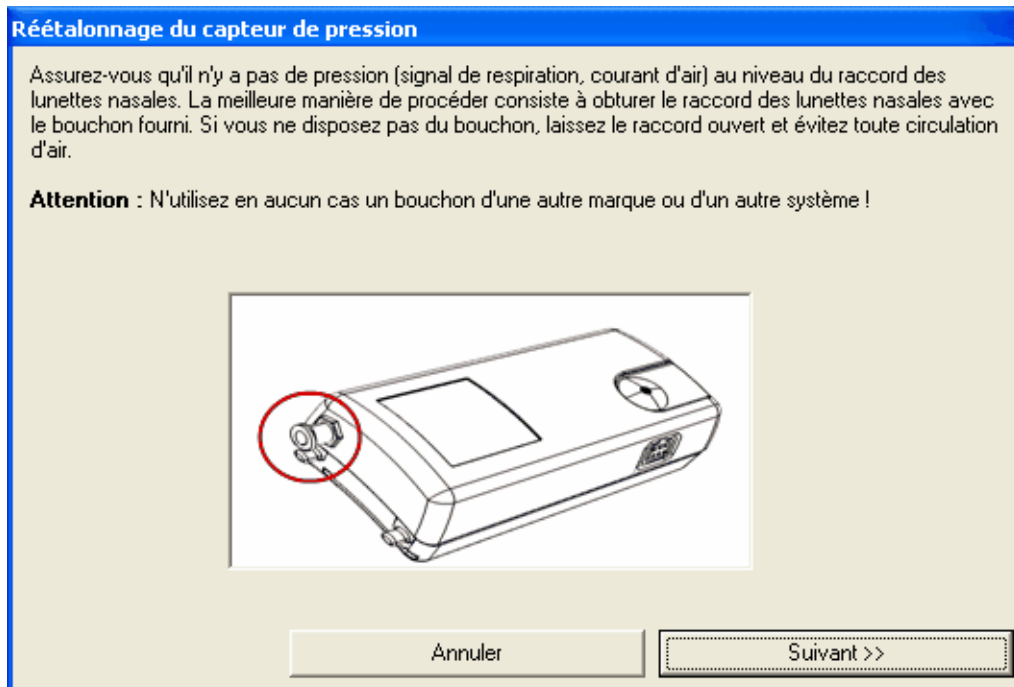 Réétalonnage du capteur de pression
Assurez-vous qu'il n'y a pas de pression (signal de respiration, courant d'air) au niveau du raccord des
lunettes nasales. La meilleure manière de procéder consiste à obturer le raccord des lunettes nasales avec
le bouchon fourni. Si vous ne disposez pas du bouchon, laissez le raccord ouvert et évitez toute circulation
d'air.
Attention : N'utilisez en aucun cas un bouchon d'une autre marque ou d'un autre système !
Annuler
Suivant >>